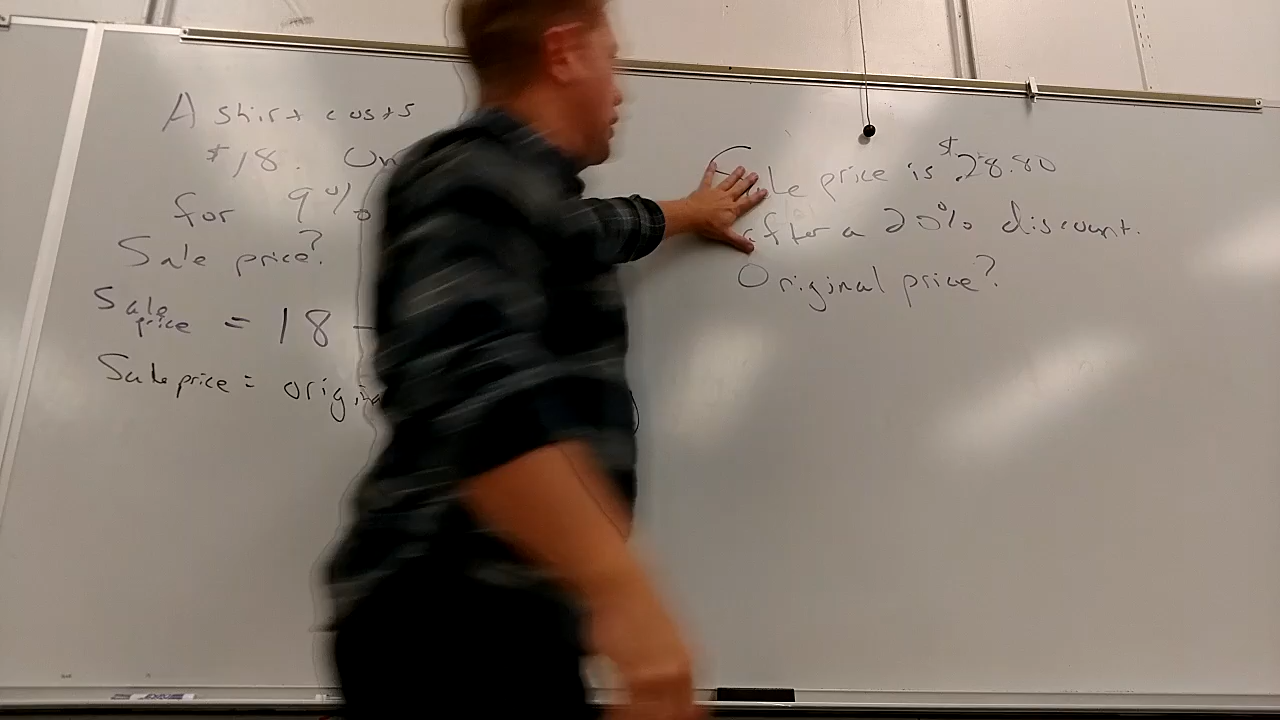 A shirt costs
$18. On
for 9%
Sale price?
Sale price = 18 -
Sale price = origina
Sale price is $28.80
after a 20% discount.
Original price?